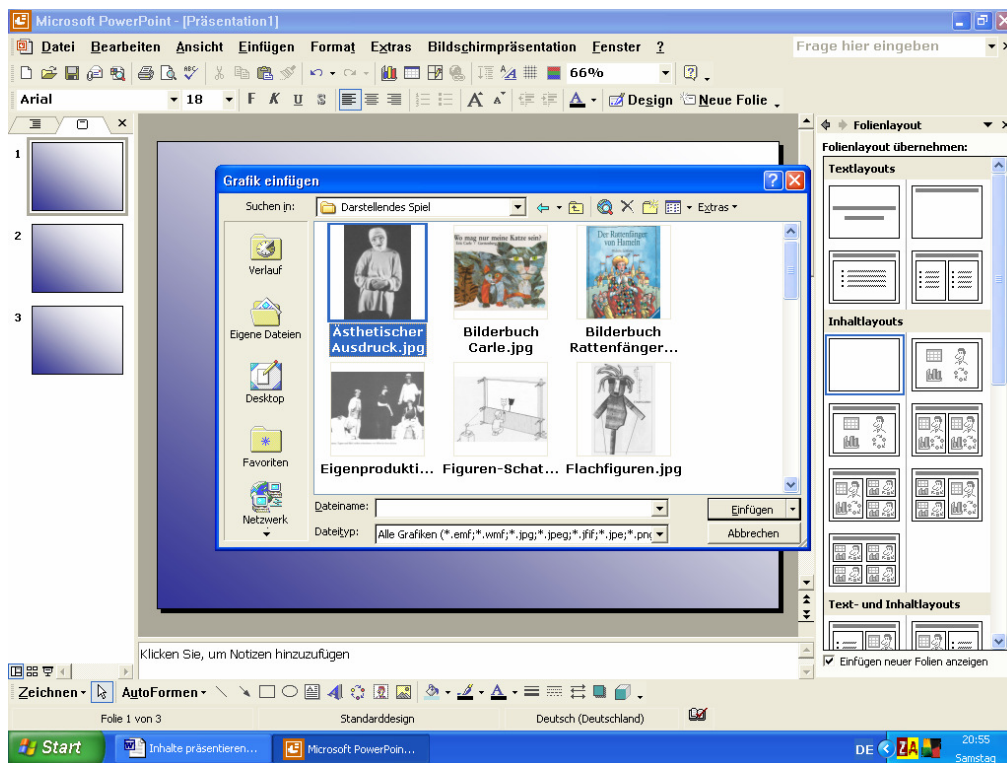 Microsoft PowerPoint - [Präsentation1]
Datei Bearbeiten Ansicht Einfügen Format Extras Bildschirmpräsentation Fenster ? Frage hier eingeben
66%
Arial 18 F K U S Design Neue Folie
Folienlayout
Folienlayout übernehmen:
Textlayouts
1
2
3
Grafik einfügen
Suchen in: Darstellendes Spiel Extras
Verlauf
Eigene Dateien
Desktop
Favoriten
Netzwerk
Wo mag nur meine Katze sein?
Der Rattenfänger
von Hameln
Ästhetischer
Ausdruck.jpg
Bilderbuch
Carle.jpg
Bilderbuch
Rattenfänger...
Eigenprodukti... Figuren-Schat... Flachfiguren.jpg
Dateiname: Einfügen
Dateityp: Alle Grafiken (*.emf;*.wmf;*.jpg;*.jpeg;*.jfif;*.jpe;*.png Abbrechen
Inhaltlayouts
Text- und Inhaltlayouts
Einfügen neuer Folien anzeigen
Klicken Sie, um Notizen hinzuzufügen
Zeichnen AutoFormen
Folie 1 von 3 Standarddesign Deutsch (Deutschland)
Start Inhalte präsentieren... Microsoft PowerPoin... DE ZA 20:55
Samstag